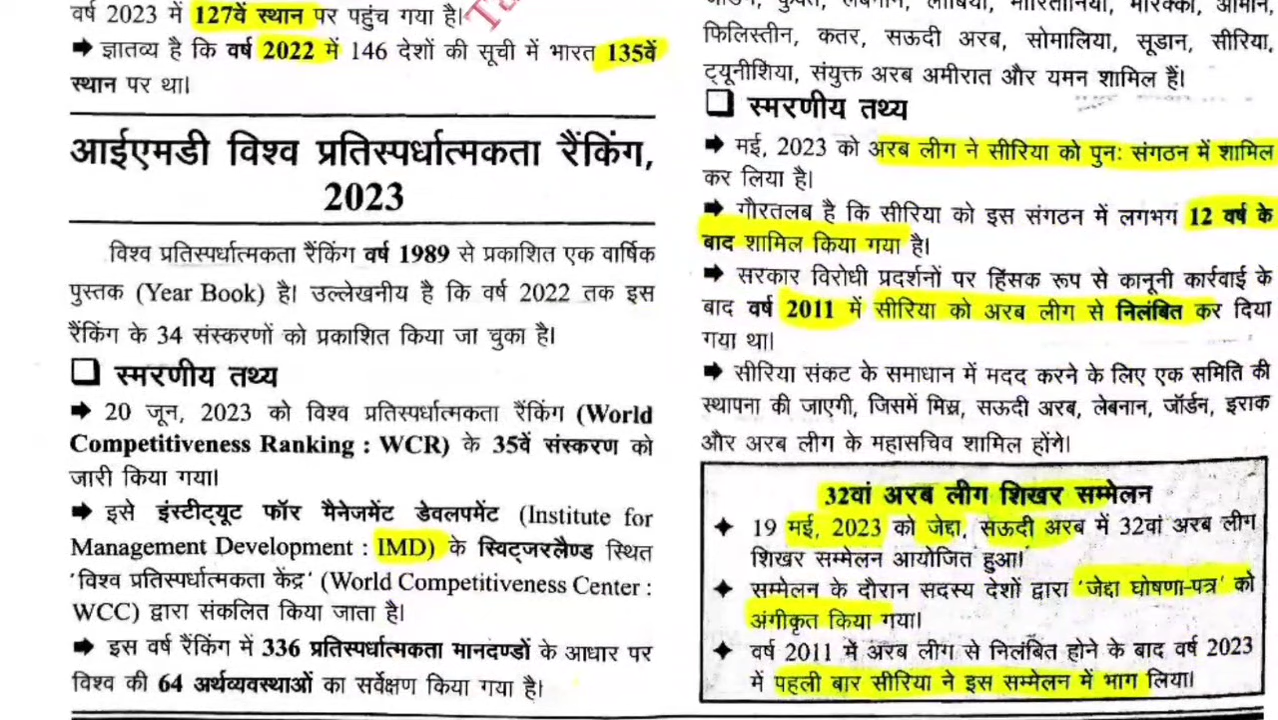 वर्ष 2023 में 127वें स्थान पर पहुंच गया है।
➡ ज्ञातव्य है कि वर्ष 2022 में 146 देशों की सूची में भारत 135वें
स्थान पर था।
आईएमडी विश्व प्रतिस्पर्धात्मकता रैंकिंग,
2023
विश्व प्रतिस्पर्धात्मकता रैंकिंग वर्ष 1989 से प्रकाशित एक वार्षिक
पुस्तक (Year Book) है। उल्लेखनीय है कि वर्ष 2022 तक इस
रैंकिंग के 34 संस्करणों को प्रकाशित किया जा चुका है।
❑ स्मरणीय तथ्य
➡ 20 जून, 2023 को विश्व प्रतिस्पर्धात्मकता रैंकिंग (World
Competitiveness Ranking : WCR) के 35वें संस्करण को
जारी किया गया।
➡ इसे इंस्टीट्यूट फॉर मैनेजमेंट डेवलपमेंट (Institute for
Management Development : IMD) के स्विट्जरलैण्ड स्थित
'विश्व प्रतिस्पर्धात्मकता केंद्र' (World Competitiveness Center :
WCC) द्वारा संकलित किया जाता है।
➡ इस वर्ष रैंकिंग में 336 प्रतिस्पर्धात्मकता मानदण्डों के आधार पर
विश्व की 64 अर्थव्यवस्थाओं का सर्वेक्षण किया गया है।
जॉर्डन, कुवैत, लेबनान, लीबिया, मॉरितानिया, मोरक्को, ओमान,
फिलिस्तीन, कतर, सऊदी अरब, सोमालिया, सूडान, सीरिया,
ट्यूनीशिया, संयुक्त अरब अमीरात और यमन शामिल हैं।
❑ स्मरणीय तथ्य
➡ मई, 2023 को अरब लीग ने सीरिया को पुनः संगठन में शामिल
कर लिया है।
➡ गौरतलब है कि सीरिया को इस संगठन में लगभग 12 वर्ष के
बाद शामिल किया गया है।
➡ सरकार विरोधी प्रदर्शनों पर हिंसक रूप से कानूनी कार्रवाई के
बाद वर्ष 2011 में सीरिया को अरब लीग से निलंबित कर दिया
गया था।
➡ सीरिया संकट के समाधान में मदद करने के लिए एक समिति की
स्थापना की जाएगी, जिसमें मिस्र, सऊदी अरब, लेबनान, जॉर्डन, इराक
और अरब लीग के महासचिव शामिल होंगे।
32वां अरब लीग शिखर सम्मेलन
✦ 19 मई, 2023 को जेद्दा, सऊदी अरब में 32वां अरब लीग
शिखर सम्मेलन आयोजित हुआ।
✦ सम्मेलन के दौरान सदस्य देशों द्वारा 'जेद्दा घोषणा-पत्र' को
अंगीकृत किया गया।
✦ वर्ष 2011 में अरब लीग से निलंबित होने के बाद वर्ष 2023
में पहली बार सीरिया ने इस सम्मेलन में भाग लिया।